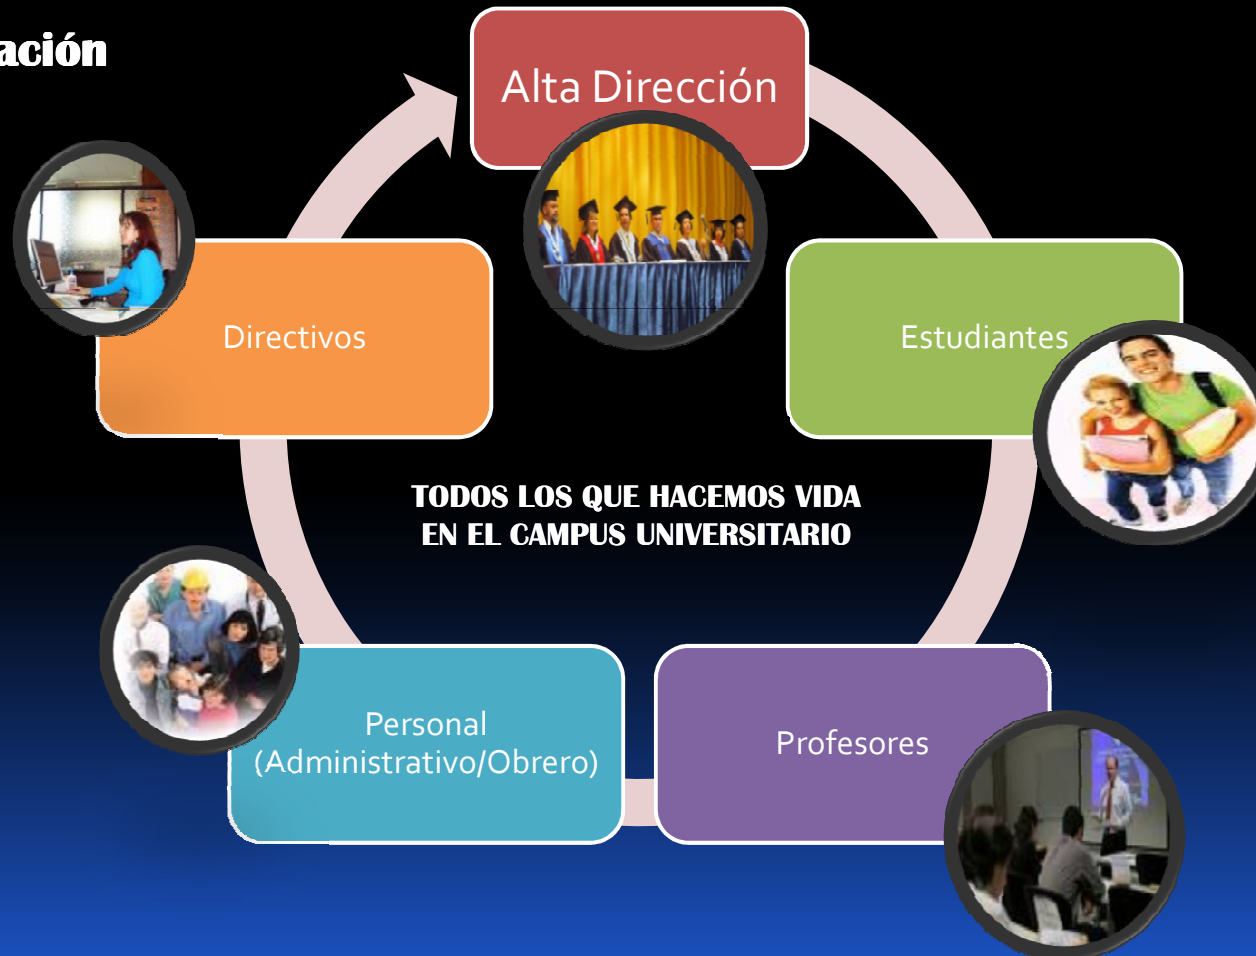 ación
Alta Dirección
Directivos
Estudiantes
TODOS LOS QUE HACEMOS VIDA
EN EL CAMPUS UNIVERSITARIO
Personal
(Administrativo/Obrero)
Profesores